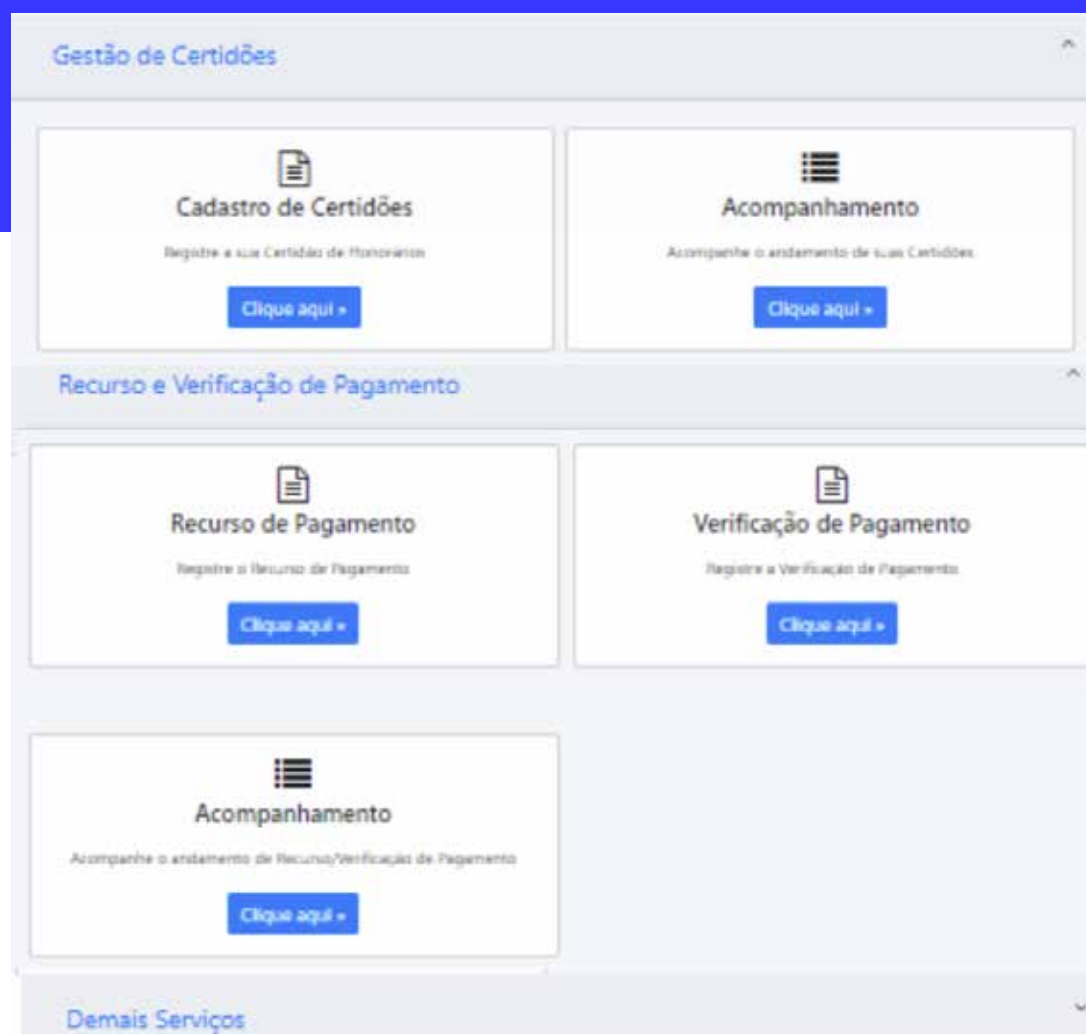 Gestão de Certidões
Cadastro de Certidões
Registre a sua Certidão de Honorários
Clique aqui »
Acompanhamento
Acompanhe o andamento de suas Certidões
Clique aqui »
Recurso e Verificação de Pagamento
Recurso de Pagamento
Registre o Recurso de Pagamento
Clique aqui »
Verificação de Pagamento
Registre a Verificação de Pagamento
Clique aqui »
Acompanhamento
Acompanhe o andamento de Recurso/Verificação de Pagamento
Clique aqui »
Demais Serviços